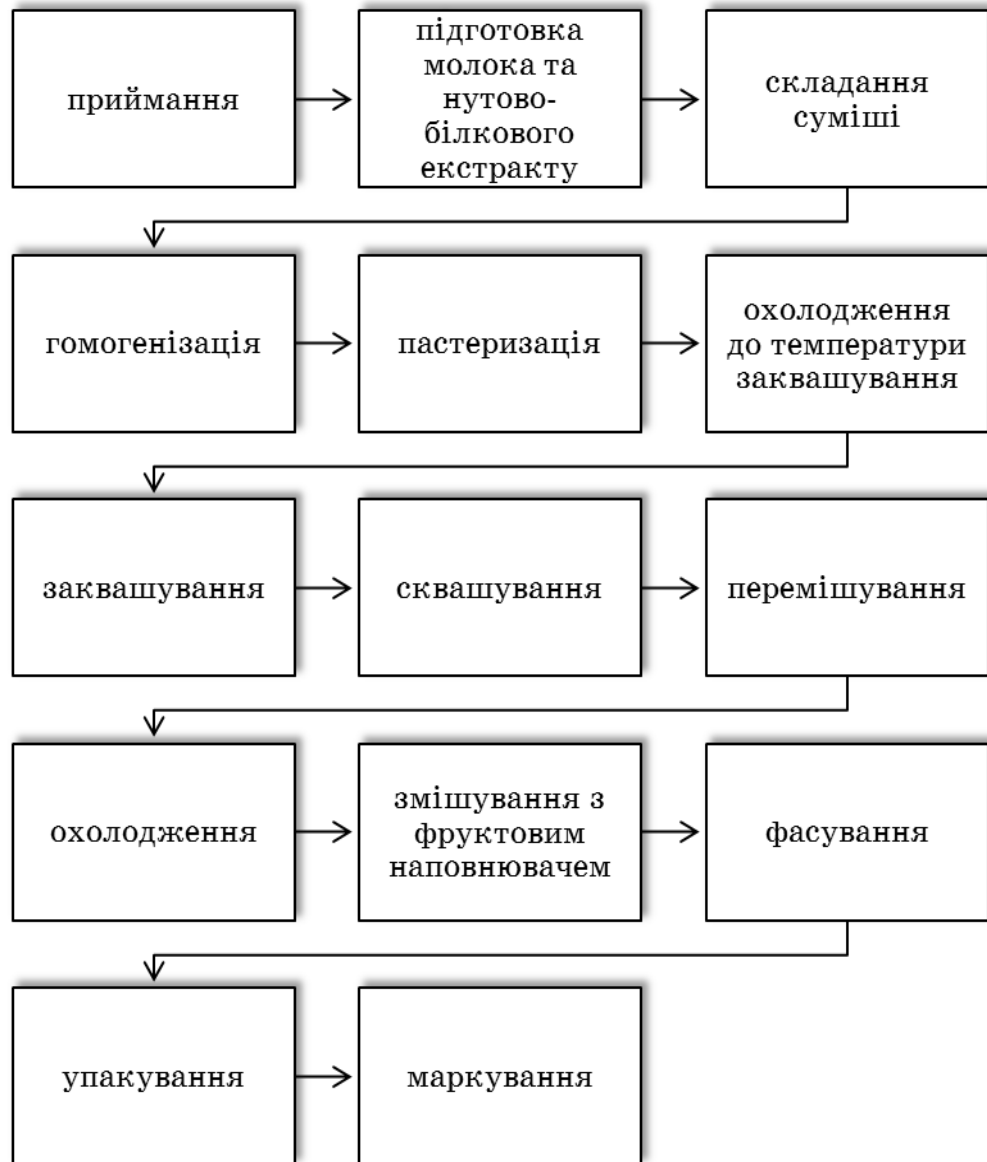 приймання
підготовка
молока та
нутово-
білкового
екстракту
складання
суміші
гомогенізація
пастеризація
охолодження
до температури
заквашування
заквашування
сквашування
перемішування
охолодження
змішування з
фруктовим
наповнювачем
фасування
упакування
маркування